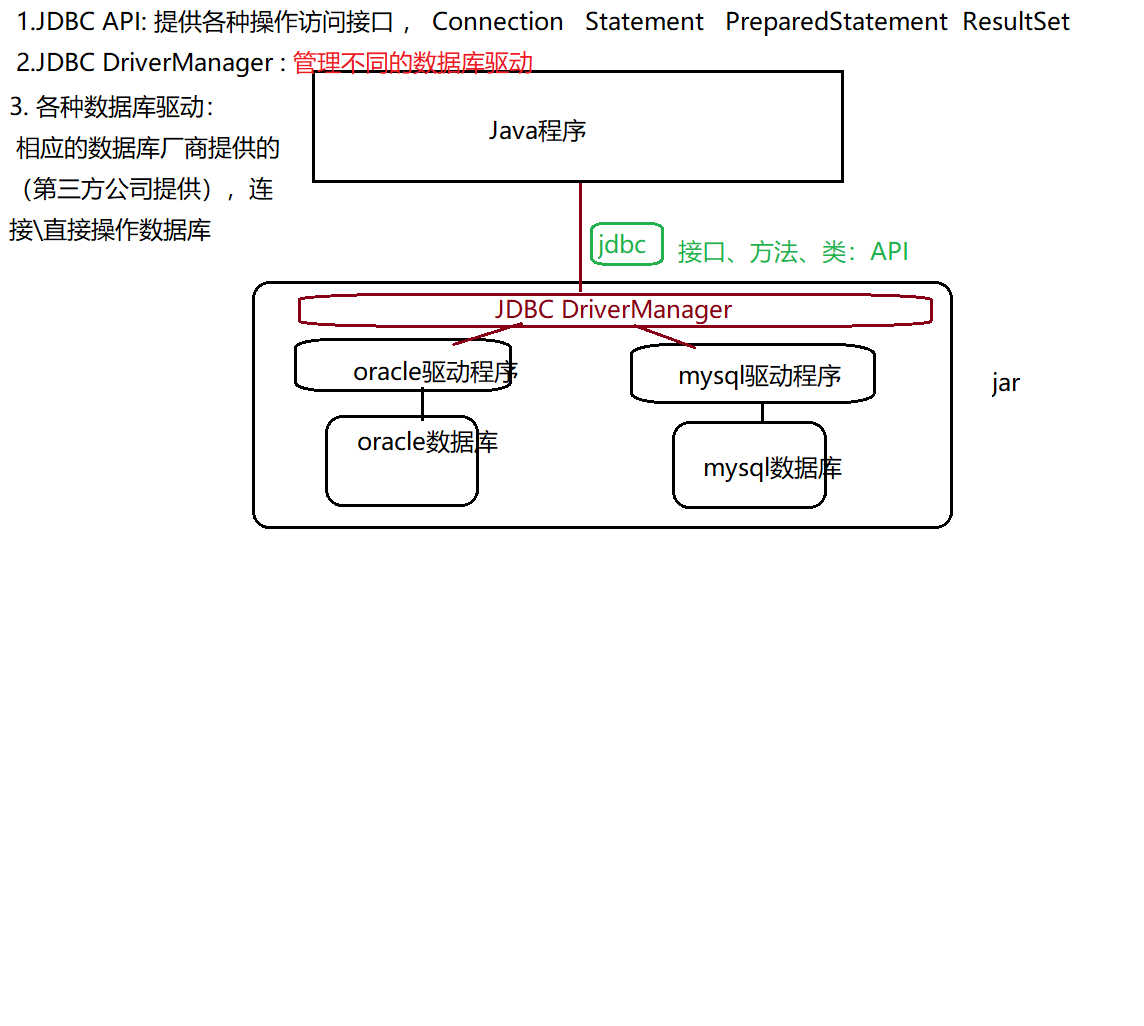 1.JDBC API: 提供各种操作访问接口 ， Connection Statement PreparedStatement ResultSet
2.JDBC DriverManager : 管理不同的数据库驱动
3. 各种数据库驱动：
相应的数据库厂商提供的
（第三方公司提供），连
接\直接操作数据库
Java程序
jdbc
接口、方法、类：API
JDBC DriverManager
oracle驱动程序
mysql驱动程序
jar
oracle数据库
mysql数据库